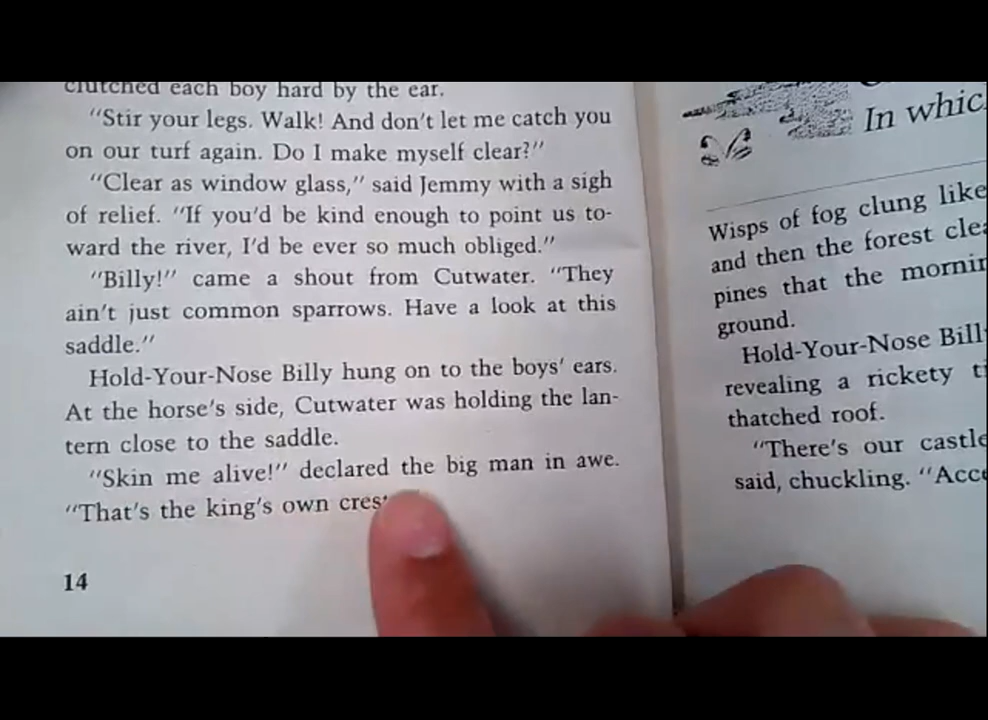 clutched each boy hard by the ear.
"Stir your legs. Walk! And don't let me catch you
on our turf again. Do I make myself clear?"
"Clear as window glass," said Jemmy with a sigh
of relief. "If you'd be kind enough to point us to-
ward the river, I'd be ever so much obliged."
"Billy!" came a shout from Cutwater. "They
ain't just common sparrows. Have a look at this
saddle."
Hold-Your-Nose Billy hung on to the boys' ears.
At the horse's side, Cutwater was holding the lan-
tern close to the saddle.
"Skin me alive!" declared the big man in awe.
"That's the king's own
14
In
Wisps of fog clung like
and then the forest
pines that the
ground.
Hold-Your-Nose
revealing a rickety
thatched roof.
"There's our
said, chuckling.